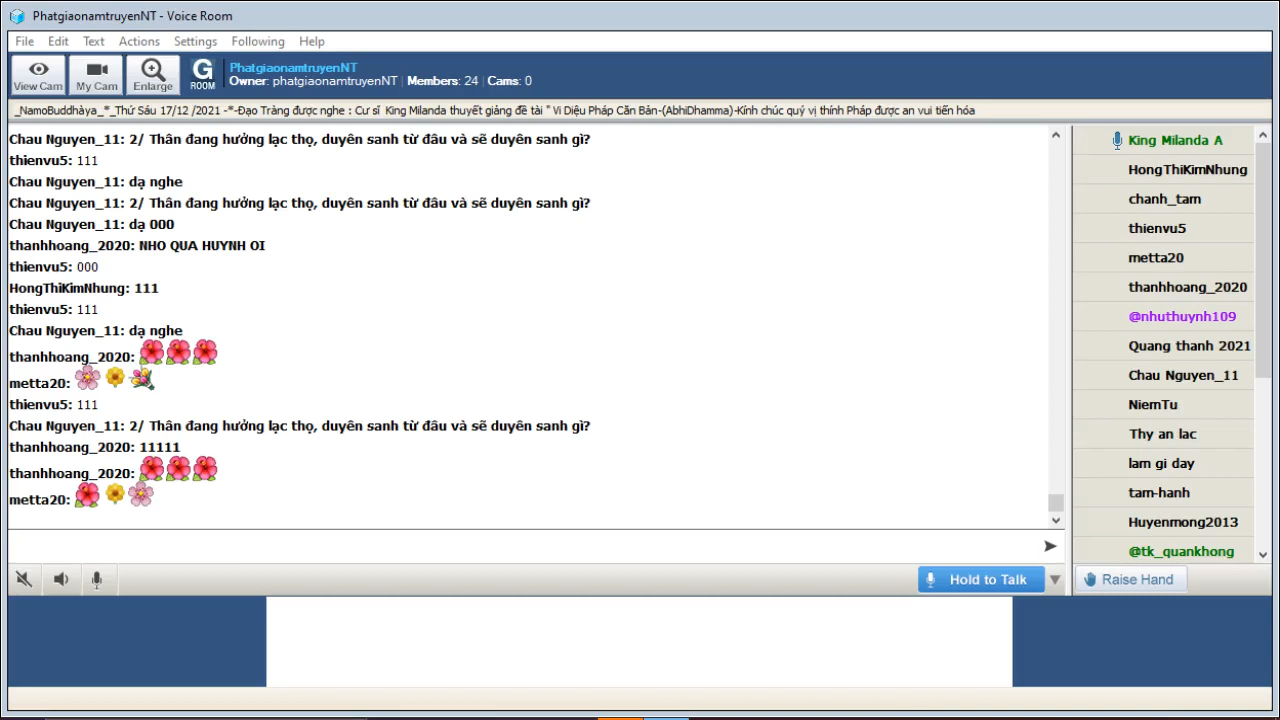 PhatgiaonamtruyenNT - Voice Room
File Edit Text Actions Settings Following Help
View Cam My Cam Enlarge G ROOM
PhatgiaonamtruyenNT
Owner: phatgiaonamtruyenNT | Members: 24 | Cams: 0
_NamoBuddhàya_*_Thứ Sáu 17/12 /2021 -*-Đạo Tràng được nghe : Cư sĩ King Milanda thuyết giảng đề tài " Vi Diệu Pháp Căn Bản-(AbhiDhamma)-Kính chúc quý vị thính Pháp được an vui tiến hóa
Chau Nguyen_11: 2/ Thân đang hưởng lạc thọ, duyên sanh từ đâu và sẽ duyên sanh gì?
thienvu5: 111
Chau Nguyen_11: dạ nghe
Chau Nguyen_11: 2/ Thân đang hưởng lạc thọ, duyên sanh từ đâu và sẽ duyên sanh gì?
Chau Nguyen_11: dạ 000
thanhhoang_2020: NHO QUA HUYNH OI
thienvu5: 000
HongThiKimNhung: 111
thienvu5: 111
Chau Nguyen_11: dạ nghe
thanhhoang_2020:
metta20:
thienvu5: 111
Chau Nguyen_11: 2/ Thân đang hưởng lạc thọ, duyên sanh từ đâu và sẽ duyên sanh gì?
thanhhoang_2020: 11111
thanhhoang_2020:
metta20:
King Milanda A
HongThiKimNhung
chanh_tam
thienvu5
metta20
thanhhoang_2020
@nhuthuynh109
Quang thanh 2021
Chau Nguyen_11
NiemTu
Thy an lac
lam gi day
tam-hanh
Huyenmong2013
@tk_quankhong
Hold to Talk
Raise Hand